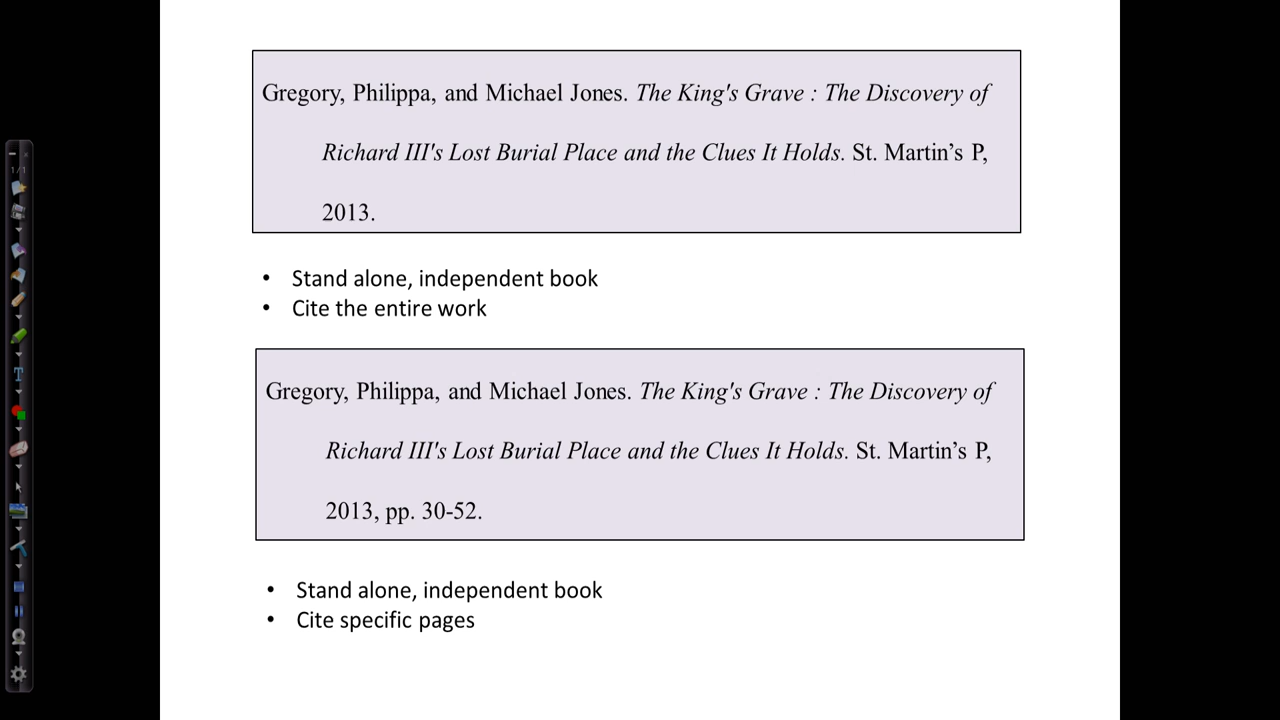 Gregory, Philippa, and Michael Jones. The King's Grave : The Discovery of
Richard III's Lost Burial Place and the Clues It Holds. St. Martin’s P,
2013.
• Stand alone, independent book
• Cite the entire work
Gregory, Philippa, and Michael Jones. The King's Grave : The Discovery of
Richard III's Lost Burial Place and the Clues It Holds. St. Martin’s P,
2013, pp. 30-52.
• Stand alone, independent book
• Cite specific pages
1/1
T